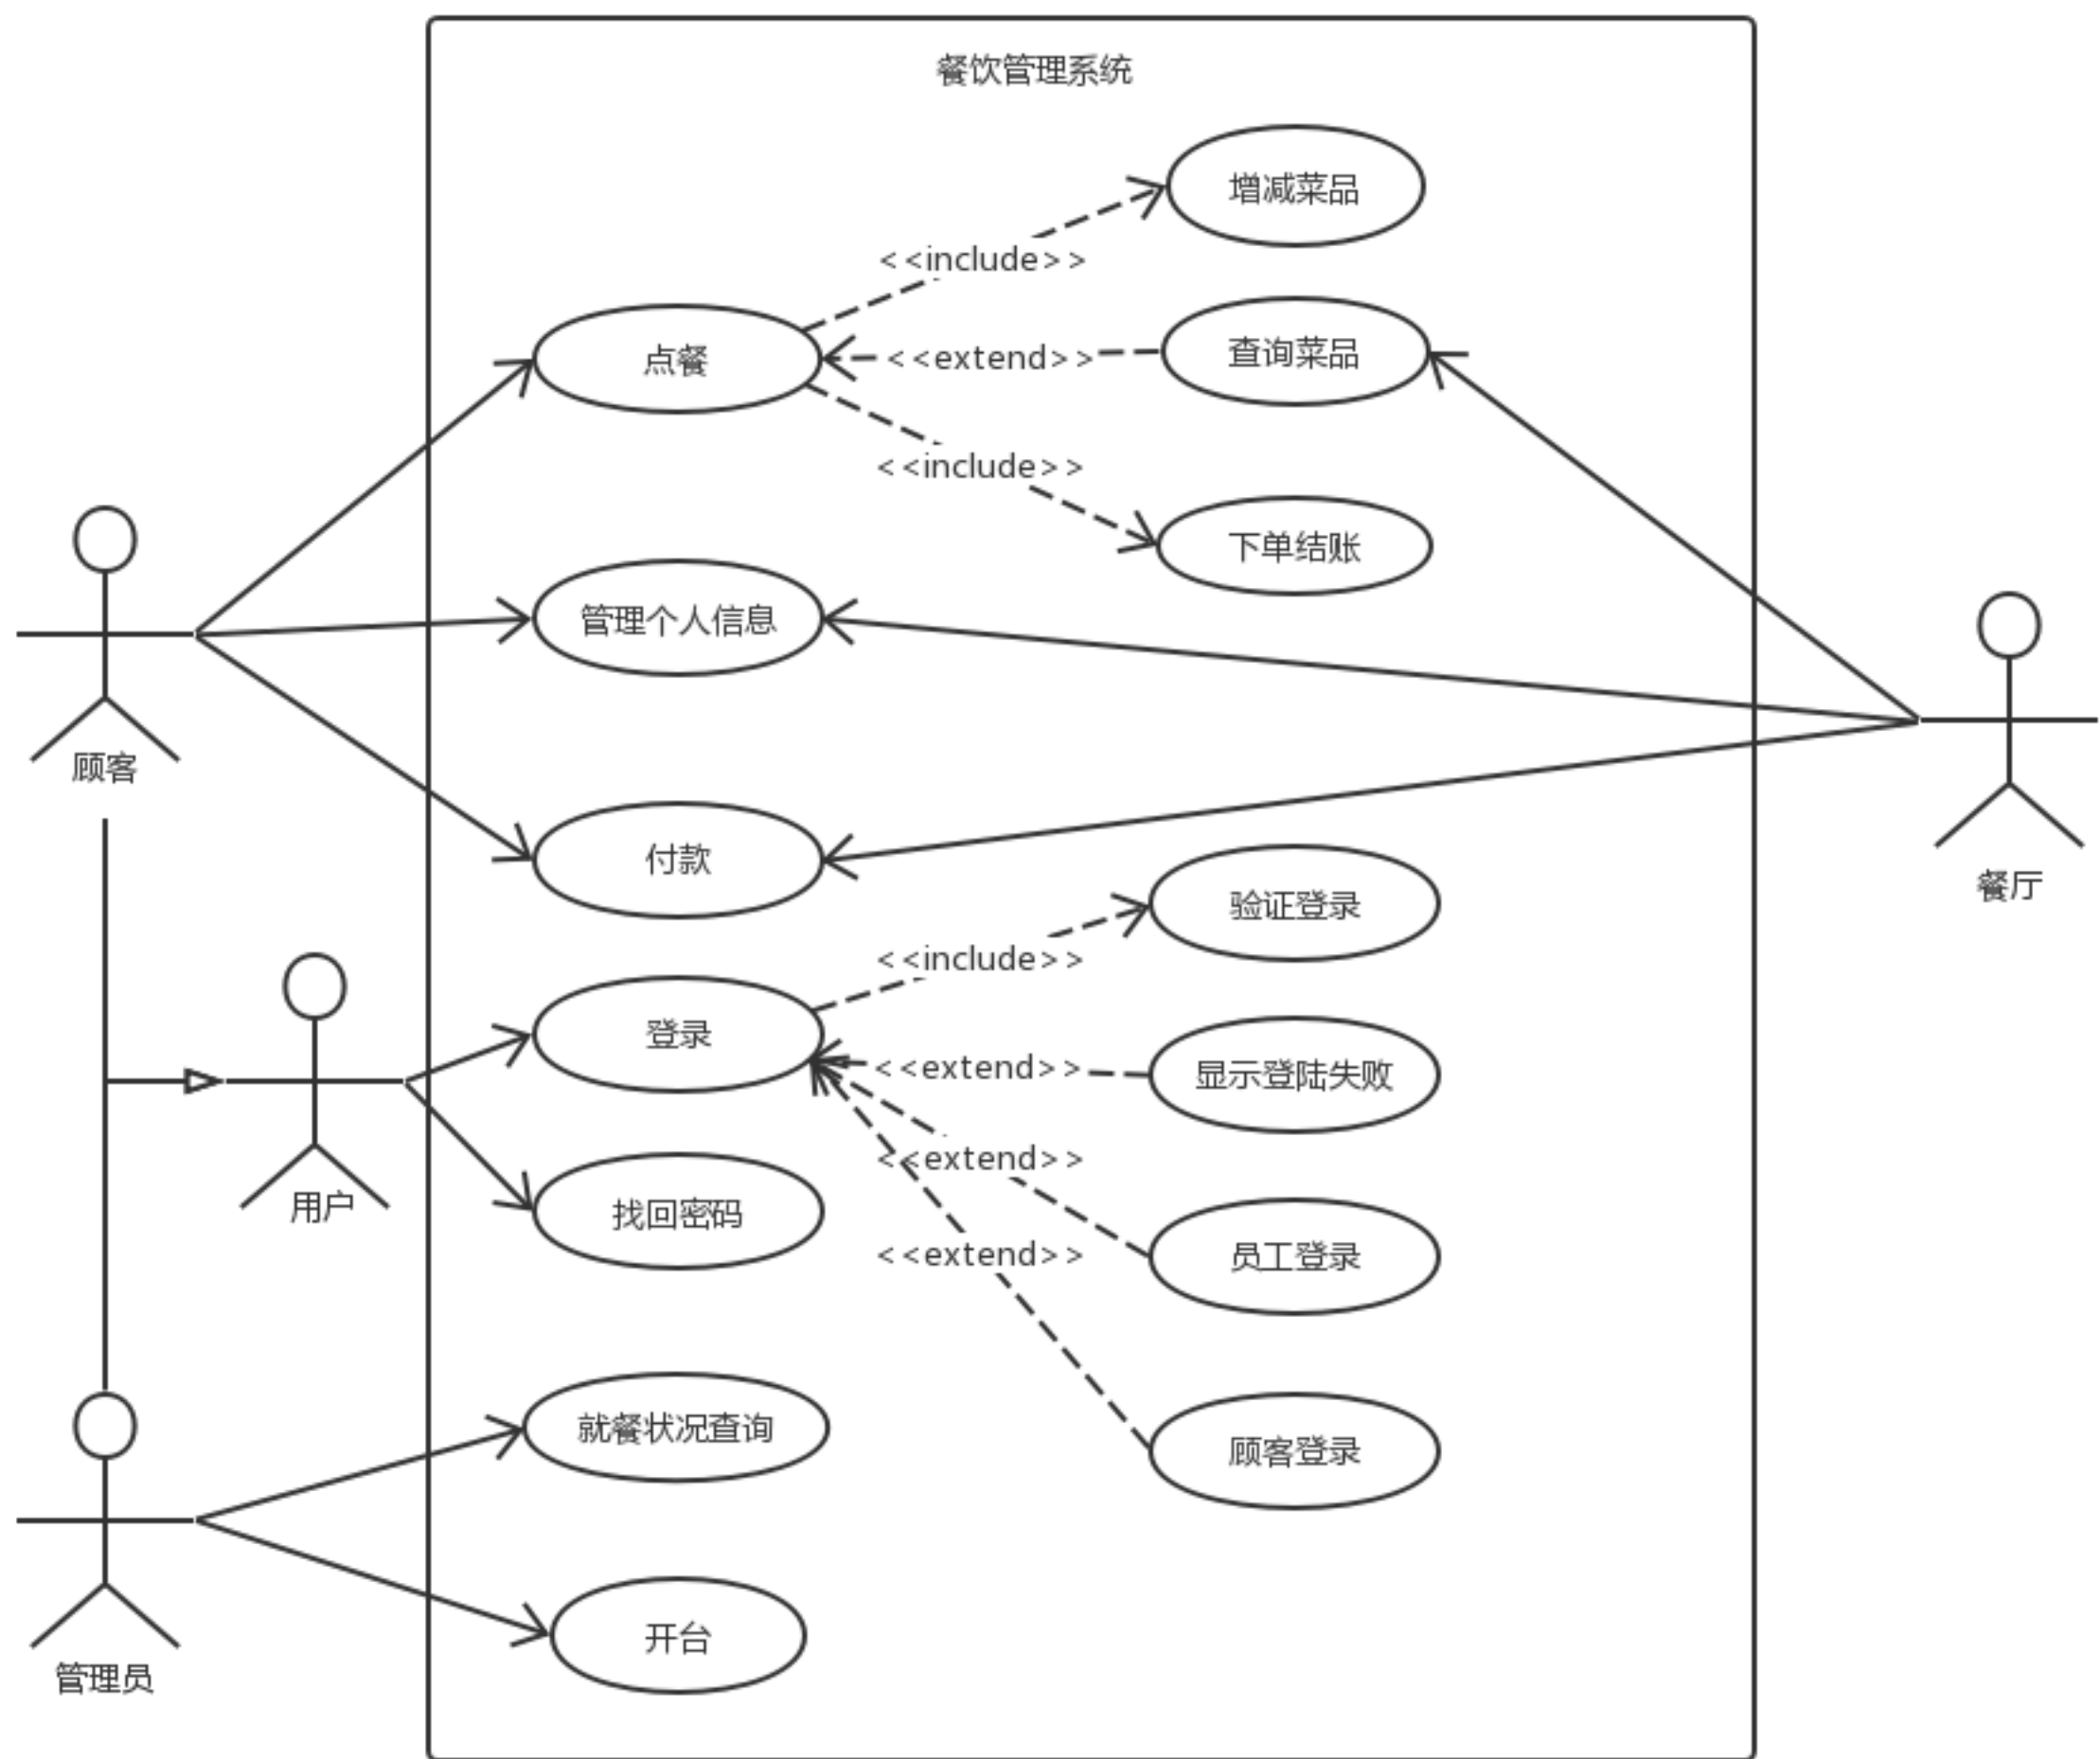 餐饮管理系统
增减菜品
<<include>>
点餐
<<extend>>
查询菜品
<<include>>
下单结账
管理个人信息
顾客
付款
餐厅
验证登录
<<include>>
登录
<<extend>>
显示登陆失败
<<extend>>
用户
找回密码
<<extend>>
员工登录
就餐状况查询
顾客登录
开台
管理员